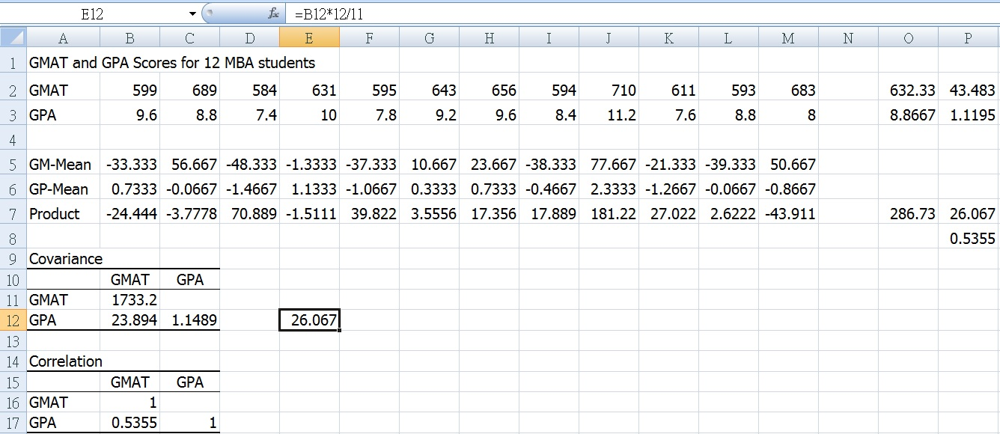 E12 fx =B12*12/11
A B C D E F G H I J K L M N O P
1 GMAT and GPA Scores for 12 MBA students
2 GMAT 599 689 584 631 595 643 656 594 710 611 593 683 632.33 43.483
3 GPA 9.6 8.8 7.4 10 7.8 9.2 9.6 8.4 11.2 7.6 8.8 8 8.8667 1.1195
4
5 GM-Mean -33.333 56.667 -48.333 -1.3333 -37.333 10.667 23.667 -38.333 77.667 -21.333 -39.333 50.667
6 GP-Mean 0.7333 -0.0667 -1.4667 1.1333 -1.0667 0.3333 0.7333 -0.4667 2.3333 -1.2667 -0.0667 -0.8667
7 Product -24.444 -3.7778 70.889 -1.5111 39.822 3.5556 17.356 17.889 181.22 27.022 2.6222 -43.911 286.73 26.067
8 0.5355
9 Covariance
10 GMAT GPA
11 GMAT 1733.2
12 GPA 23.894 1.1489 26.067
13
14 Correlation
15 GMAT GPA
16 GMAT 1
17 GPA 0.5355 1